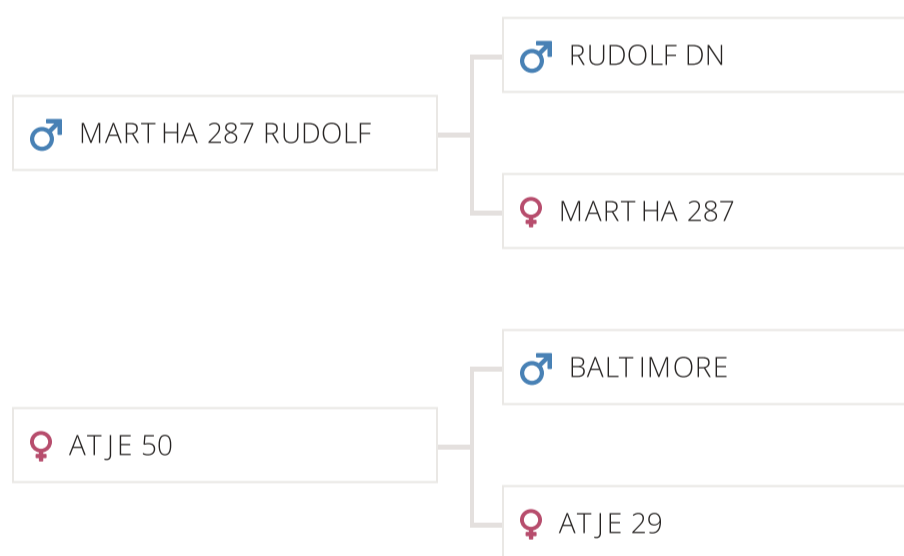 RUDOLF DN
MARTHA 287 RUDOLF
MARTHA 287
BALTIMORE
ATJE 50
ATJE 29